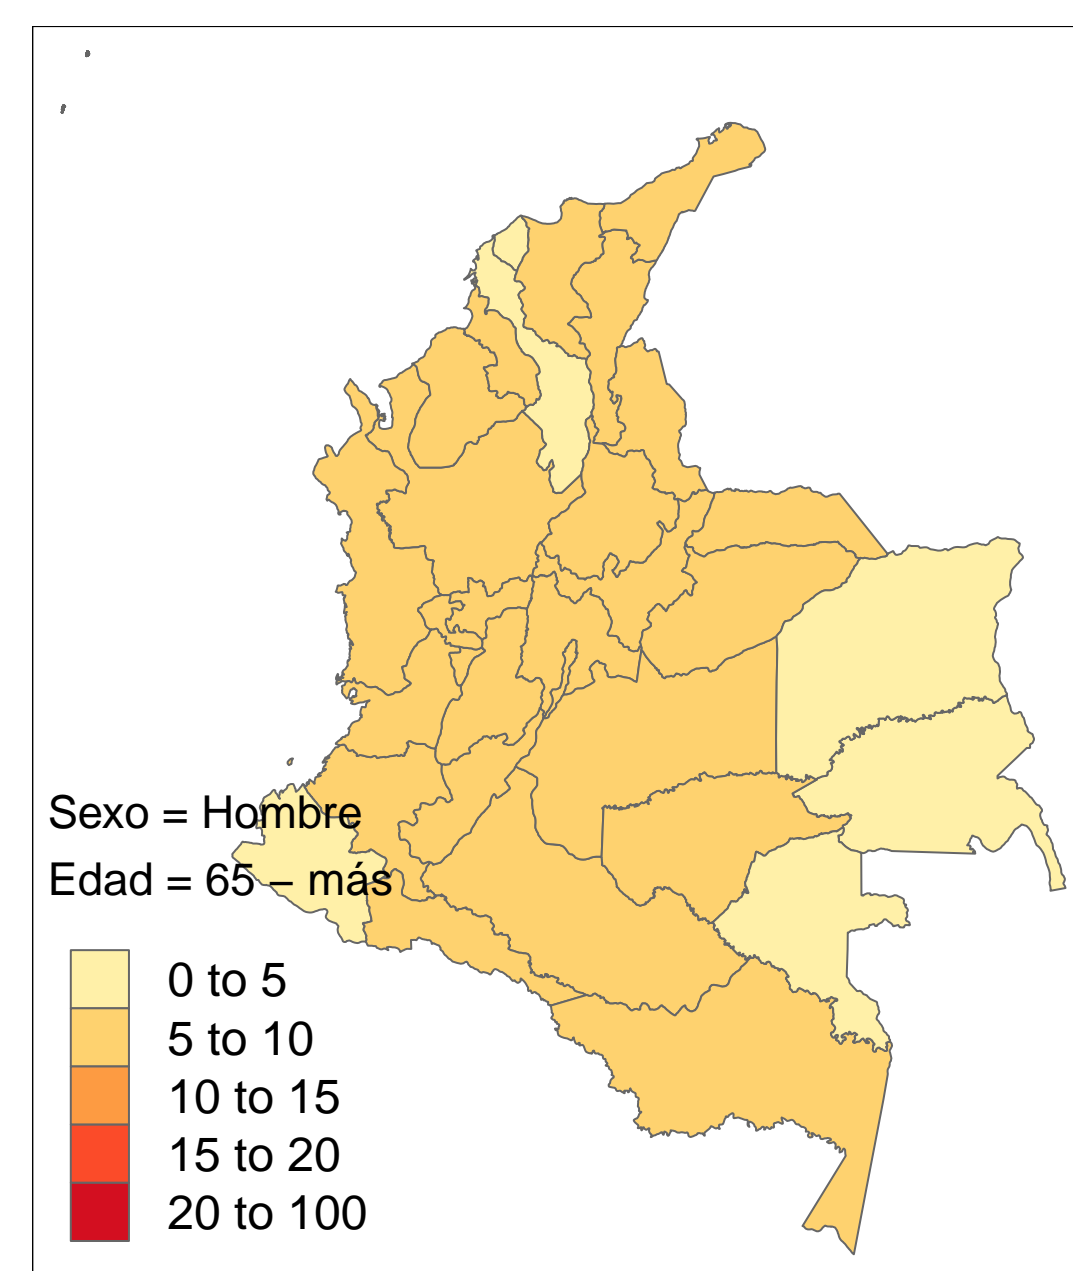 Sexo = Hombre
Edad = 65 – más
0 to 5
5 to 10
10 to 15
15 to 20
20 to 100